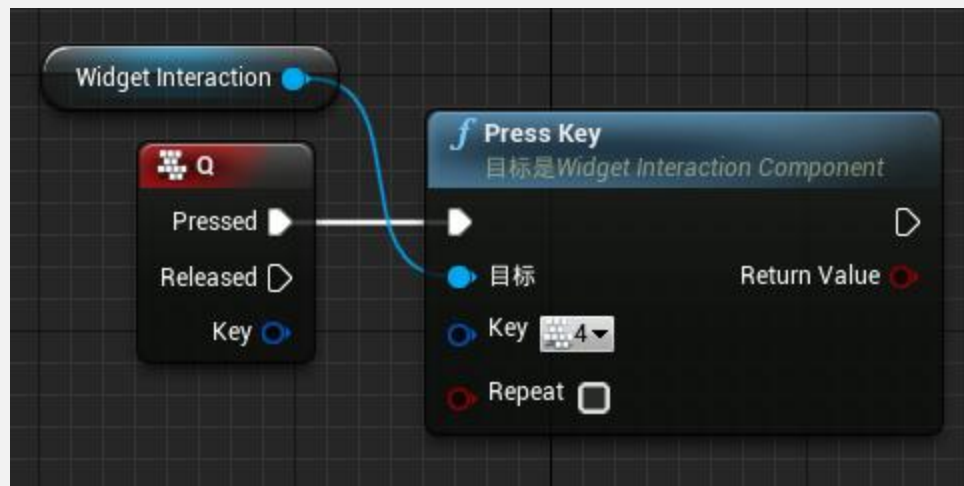 Widget Interaction
Q
Pressed
Released
Key
f Press Key
目标是Widget Interaction Component
目标
Return Value
Key 4
Repeat